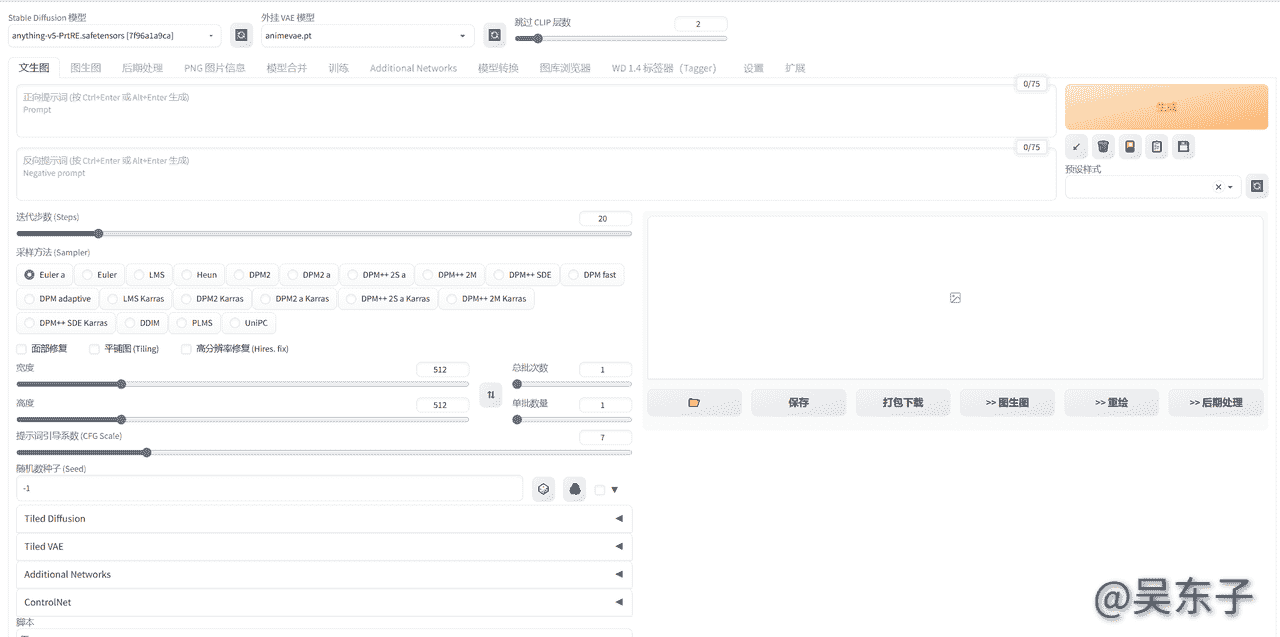 Stable Diffusion 模型
外挂 VAE 模型
跳过 CLIP 层数
2
anything-v5-PrtRE.safetensors [7f96a1a9ca]
animevae.pt
文生图 图生图 后期处理 PNG 图片信息 模型合并 训练 Additional Networks 模型转换 图库浏览器 WD 1.4 标签器 (Tagger) 设置 扩展
正向提示词 (按 Ctrl+Enter 或 Alt+Enter 生成)
Prompt
0/75
生成
反向提示词 (按 Ctrl+Enter 或 Alt+Enter 生成)
Negative prompt
0/75
预设样式
迭代步数 (Steps)
20
采样方法 (Sampler)
Euler a Euler LMS Heun DPM2 DPM2 a DPM++ 2S a DPM++ 2M DPM++ SDE DPM fast
DPM adaptive LMS Karras DPM2 Karras DPM2 a Karras DPM++ 2S a Karras DPM++ 2M Karras
DPM++ SDE Karras DDIM PLMS UniPC
面部修复 平铺图 (Tiling) 高分辨率修复 (Hires. fix)
宽度
512
总批次数
1
高度
512
单批数量
1
提示词引导系数 (CFG Scale)
7
随机数种子 (Seed)
-1
保存 打包下载 >> 图生图 >> 重绘 >> 后期处理
Tiled Diffusion
Tiled VAE
Additional Networks
ControlNet
脚本
@吴东子